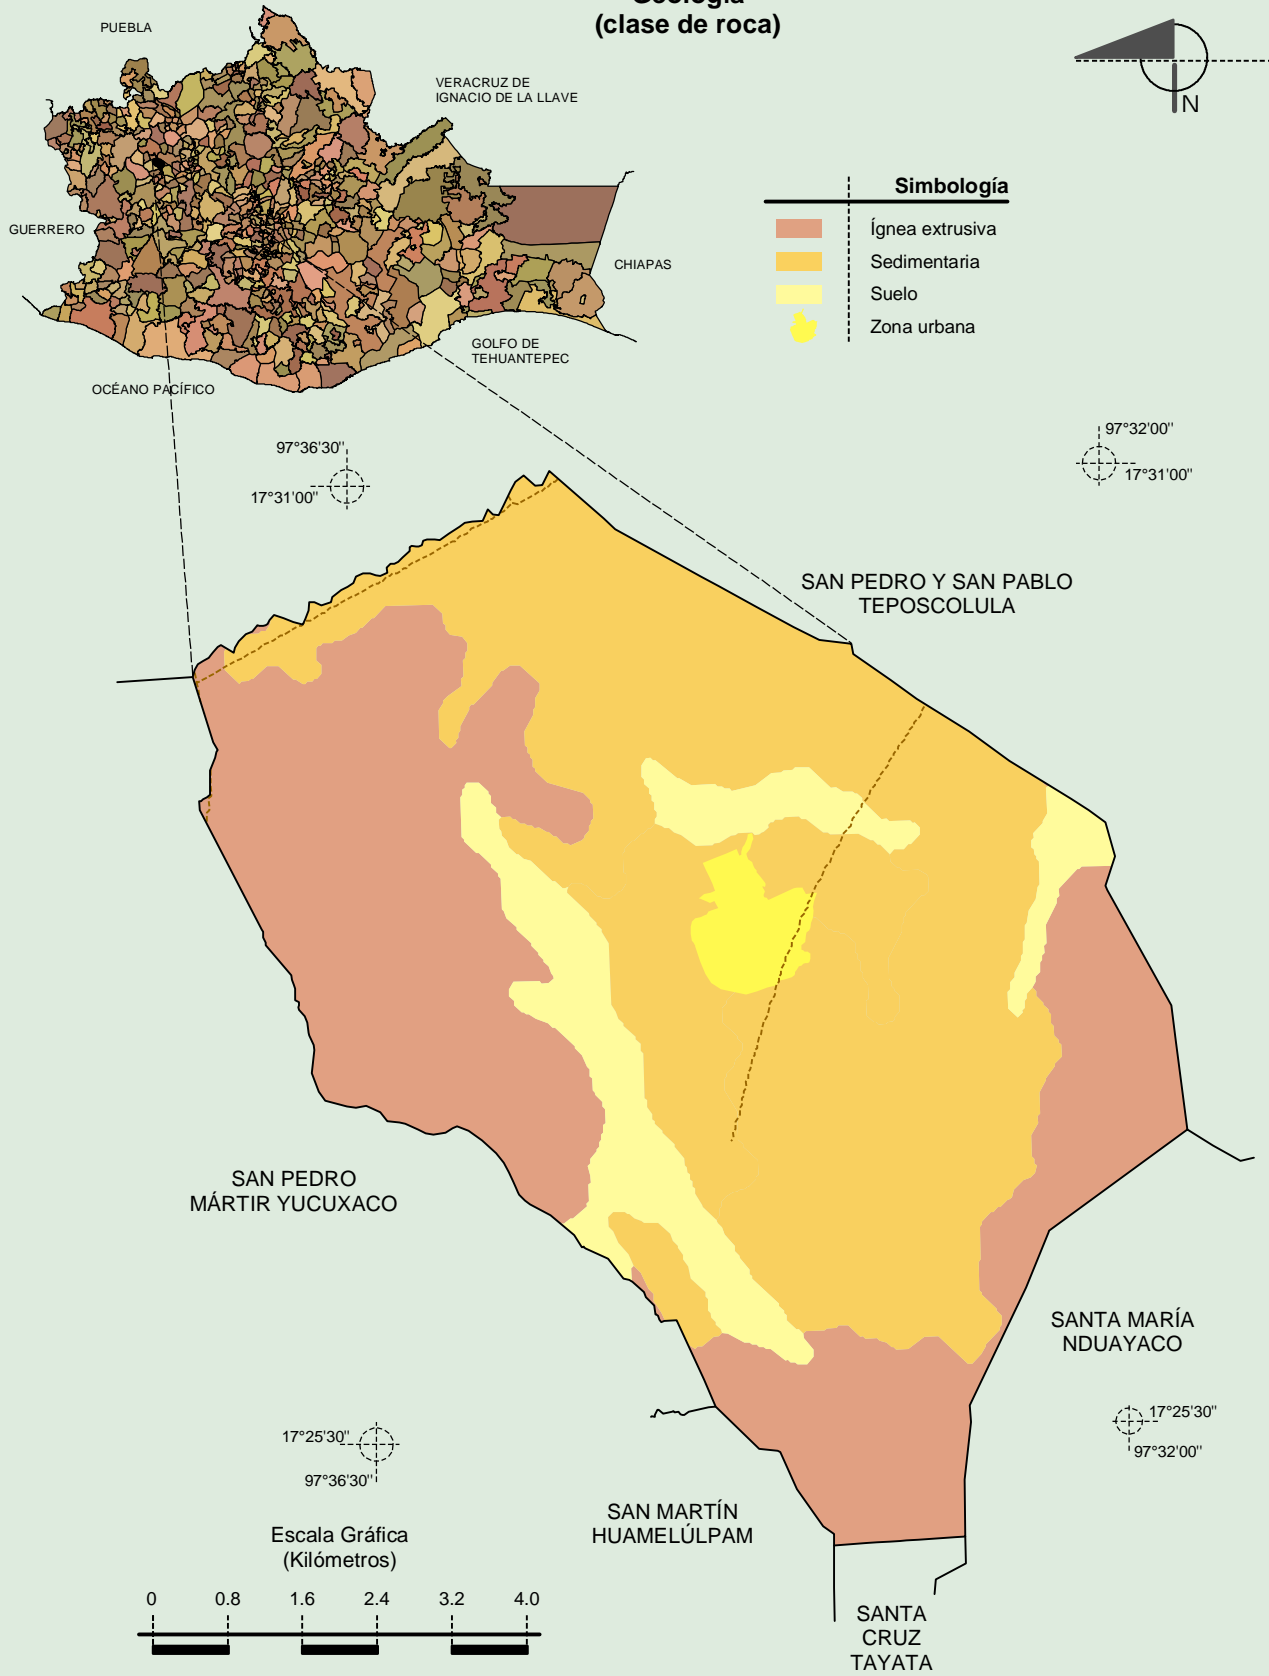 Geología
(clase de roca)
PUEBLA
VERACRUZ DE
IGNACIO DE LA LLAVE
GUERRERO
CHIAPAS
GOLFO DE
TEHUANTEPEC
OCÉANO PACÍFICO
N
Simbología
Ígnea extrusiva
Sedimentaria
Suelo
Zona urbana
97°36'30"
17°31'00"
97°32'00"
17°31'00"
SAN PEDRO Y SAN PABLO
TEPOSCOLULA
SAN PEDRO
MÁRTIR YUCUXACO
SANTA MARÍA
NDUAYACO
17°25'30"
97°36'30"
17°25'30"
97°32'00"
SAN MARTÍN
HUAMELÚLPAM
SANTA
CRUZ
TAYATA
Escala Gráfica
(Kilómetros)
0 0.8 1.6 2.4 3.2 4.0